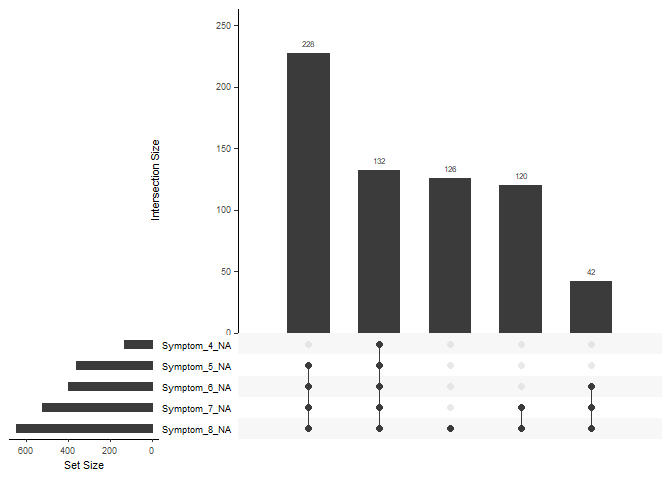 250
228
200
Intersection Size
150
132
126
120
100
50
42
0
Symptom_4_NA
Symptom_5_NA
Symptom_6_NA
Symptom_7_NA
Symptom_8_NA
600 400 200 0
Set Size